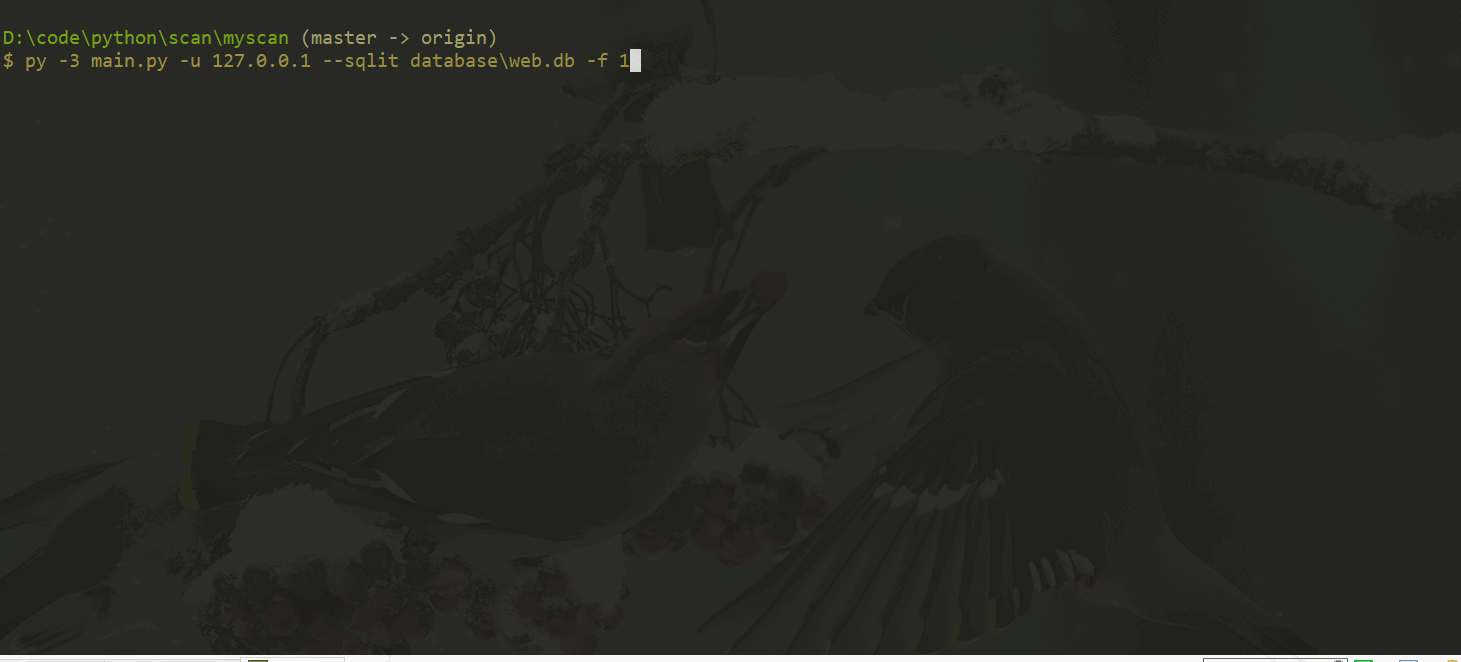 D:\code\python\scan\myscan (master -> origin)
$ py -3 main.py -u 127.0.0.1 --sqlit database\web.db -f 1